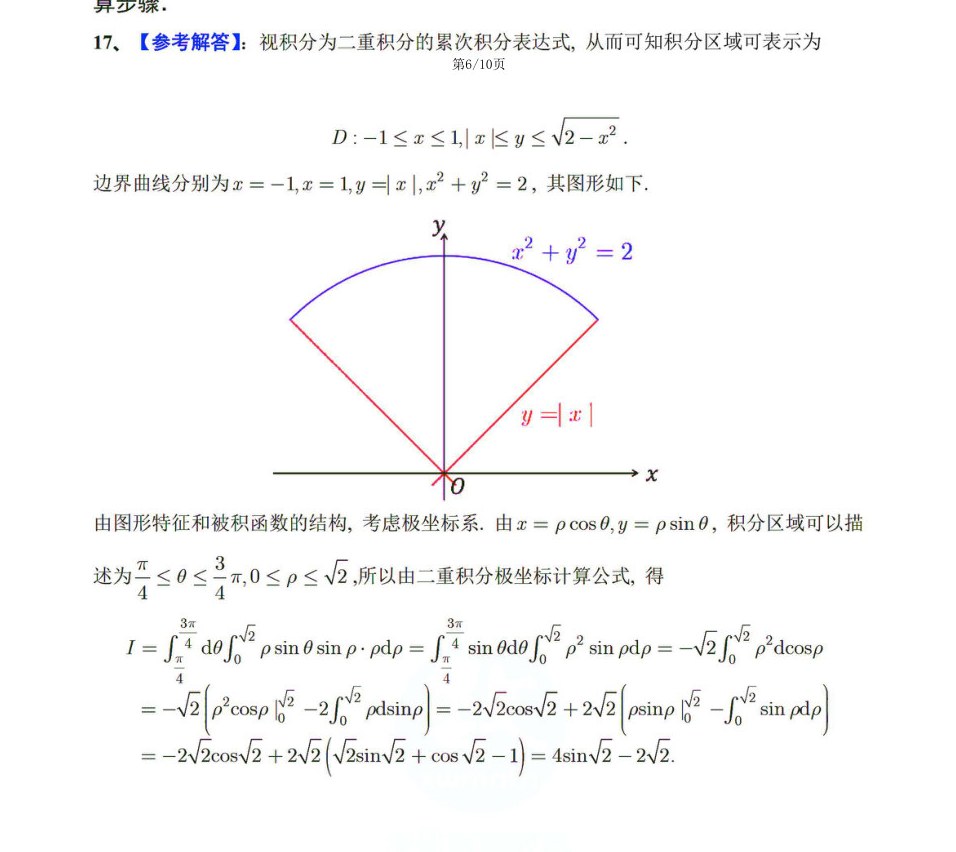 算步骤.
17、【参考解答】：视积分为二重积分的累次积分表达式, 从而可知积分区域可表示为
第6/10页
D : −1 ≤ x ≤ 1,| x |≤ y ≤ √(2 − x²) .
边界曲线分别为 x = −1, x = 1, y =| x |, x² + y² = 2 , 其图形如下.
y
x² + y² = 2
y =| x |
x
O
由图形特征和被积函数的结构, 考虑极坐标系. 由 x = ρ cos θ, y = ρ sin θ , 积分区域可以描
述为 π/4 ≤ θ ≤ 3/4 π, 0 ≤ ρ ≤ √2 ,所以由二重积分极坐标计算公式, 得
I = ∫_{π/4}^{3π/4} dθ ∫_0^{√2} ρ sin θ sin ρ · ρdρ = ∫_{π/4}^{3π/4} sin θdθ ∫_0^{√2} ρ² sin ρdρ = −√2 ∫_0^{√2} ρ²dcosρ
= −√2 ( ρ²cosρ |_0^{√2} −2∫_0^{√2} ρdsinρ ) = −2√2cos√2 + 2√2 ( ρsinρ |_0^{√2} −∫_0^{√2} sin ρdρ )
= −2√2cos√2 + 2√2 ( √2sin√2 + cos √2 − 1 ) = 4sin√2 − 2√2.